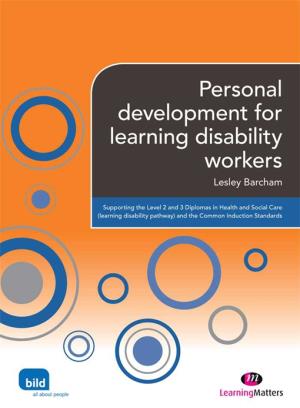 Personal
development for
learning disability
workers
Lesley Barcham
Supporting the Level 2 and 3 Diplomas in Health and Social Care
(learning disability pathway) and the Common Induction Standards
bild
all about people
LearningMatters